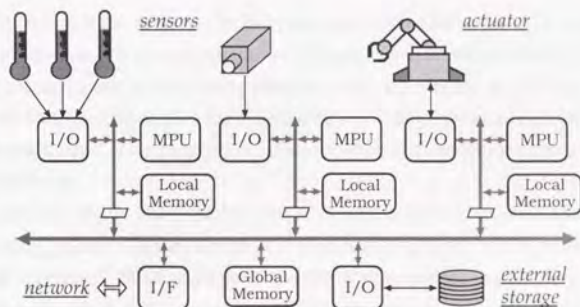 sensors
actuator
I/O
MPU
I/O
MPU
I/O
MPU
Local
Memory
Local
Memory
Local
Memory
network
I/F
Global
Memory
I/O
external
storage